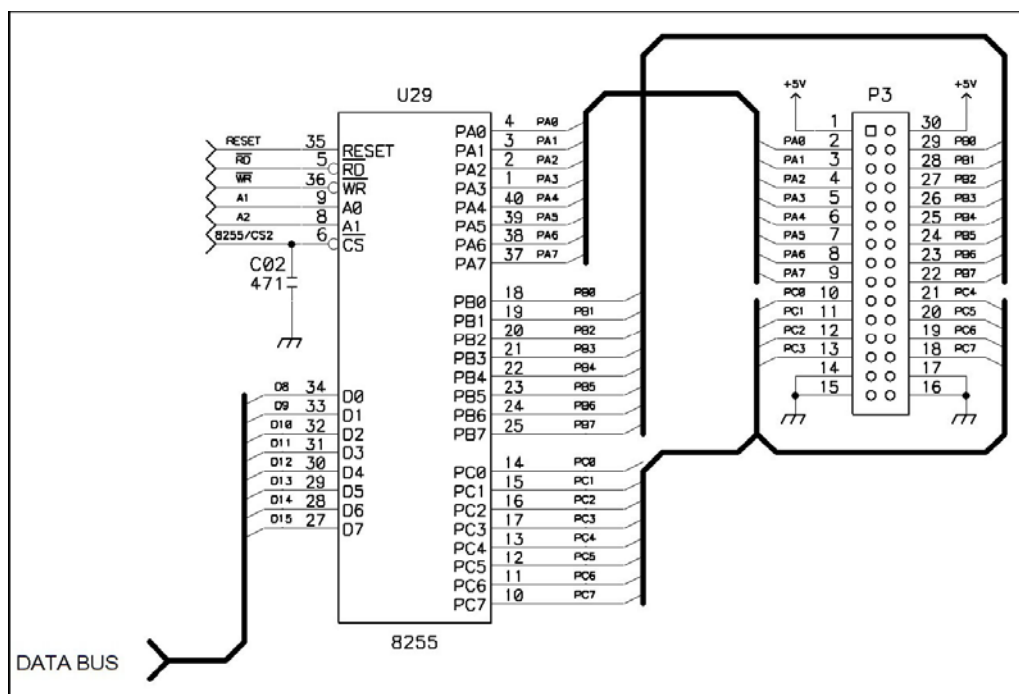 U29
8255
RESET 35 RESET
RD 5 RD
WR 36 WR
A1 9 A0
A2 8 A1
8255/CS2 6 CS
C02
471
D8 34 D0
D9 33 D1
D10 32 D2
D11 31 D3
D12 30 D4
D13 29 D5
D14 28 D6
D15 27 D7
DATA BUS
PA0 4 PA0
PA1 3 PA1
PA2 2 PA2
PA3 1 PA3
PA4 40 PA4
PA5 39 PA5
PA6 38 PA6
PA7 37 PA7
PB0 18 PB0
PB1 19 PB1
PB2 20 PB2
PB3 21 PB3
PB4 22 PB4
PB5 23 PB5
PB6 24 PB6
PB7 25 PB7
PC0 14 PC0
PC1 15 PC1
PC2 16 PC2
PC3 17 PC3
PC4 13 PC4
PC5 12 PC5
PC6 11 PC6
PC7 10 PC7
+5V P3 +5V
1 30
PA0 2 29 PB0
PA1 3 28 PB1
PA2 4 27 PB2
PA3 5 26 PB3
PA4 6 25 PB4
PA5 7 24 PB5
PA6 8 23 PB6
PA7 9 22 PB7
PC0 10 21 PC4
PC1 11 20 PC5
PC2 12 19 PC6
PC3 13 18 PC7
14 17
15 16